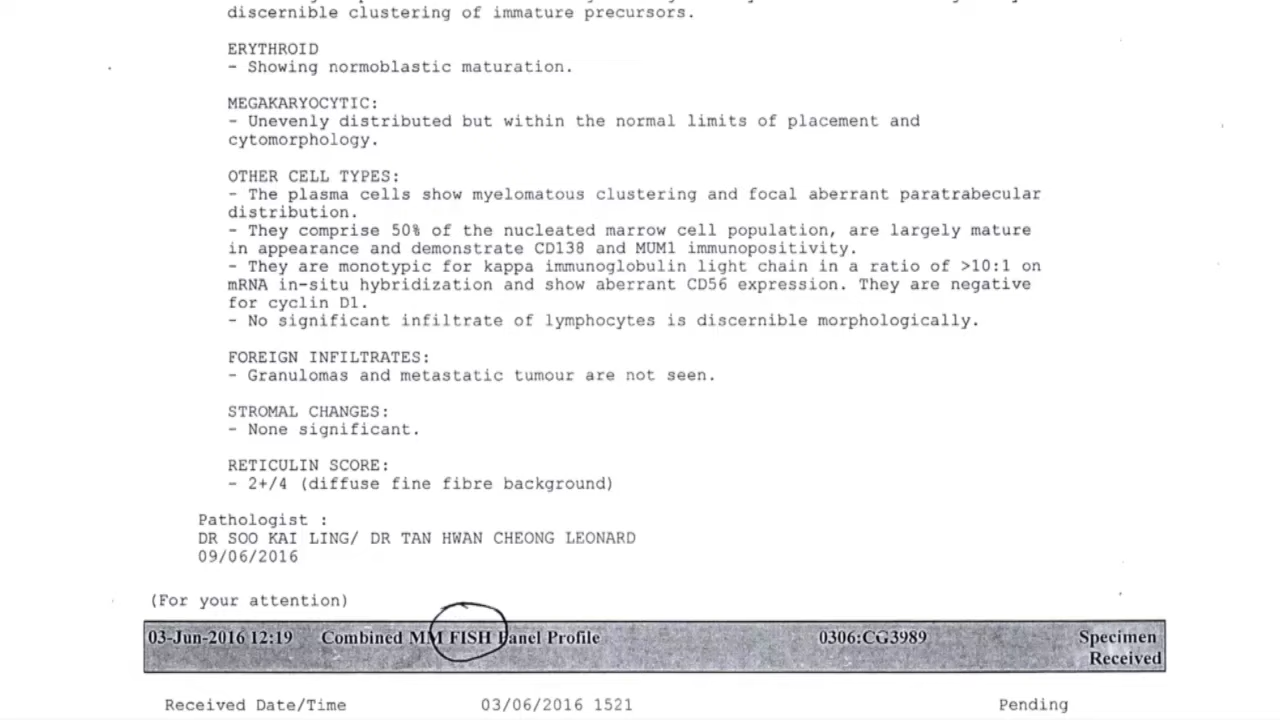 discernible clustering of immature precursors.
ERYTHROID
- Showing normoblastic maturation.
MEGAKARYOCYTIC:
- Unevenly distributed but within the normal limits of placement and
cytomorphology.
OTHER CELL TYPES:
- The plasma cells show myelomatous clustering and focal aberrant paratrabecular
distribution.
- They comprise 50% of the nucleated marrow cell population, are largely mature
in appearance and demonstrate CD138 and MUM1 immunopositivity.
- They are monotypic for kappa immunoglobulin light chain in a ratio of >10:1 on
mRNA in-situ hybridization and show aberrant CD56 expression. They are negative
for cyclin D1.
- No significant infiltrate of lymphocytes is discernible morphologically.
FOREIGN INFILTRATES:
- Granulomas and metastatic tumour are not seen.
STROMAL CHANGES:
- None significant.
RETICULIN SCORE:
- 2+/4 (diffuse fine fibre background)
Pathologist :
DR SOO KAI LING/ DR TAN HWAN CHEONG LEONARD
09/06/2016
(For your attention)
03-Jun-2016 12:19 Combined MM FISH Panel Profile 0306:CG3989 Specimen
Received
Received Date/Time 03/06/2016 1521 Pending